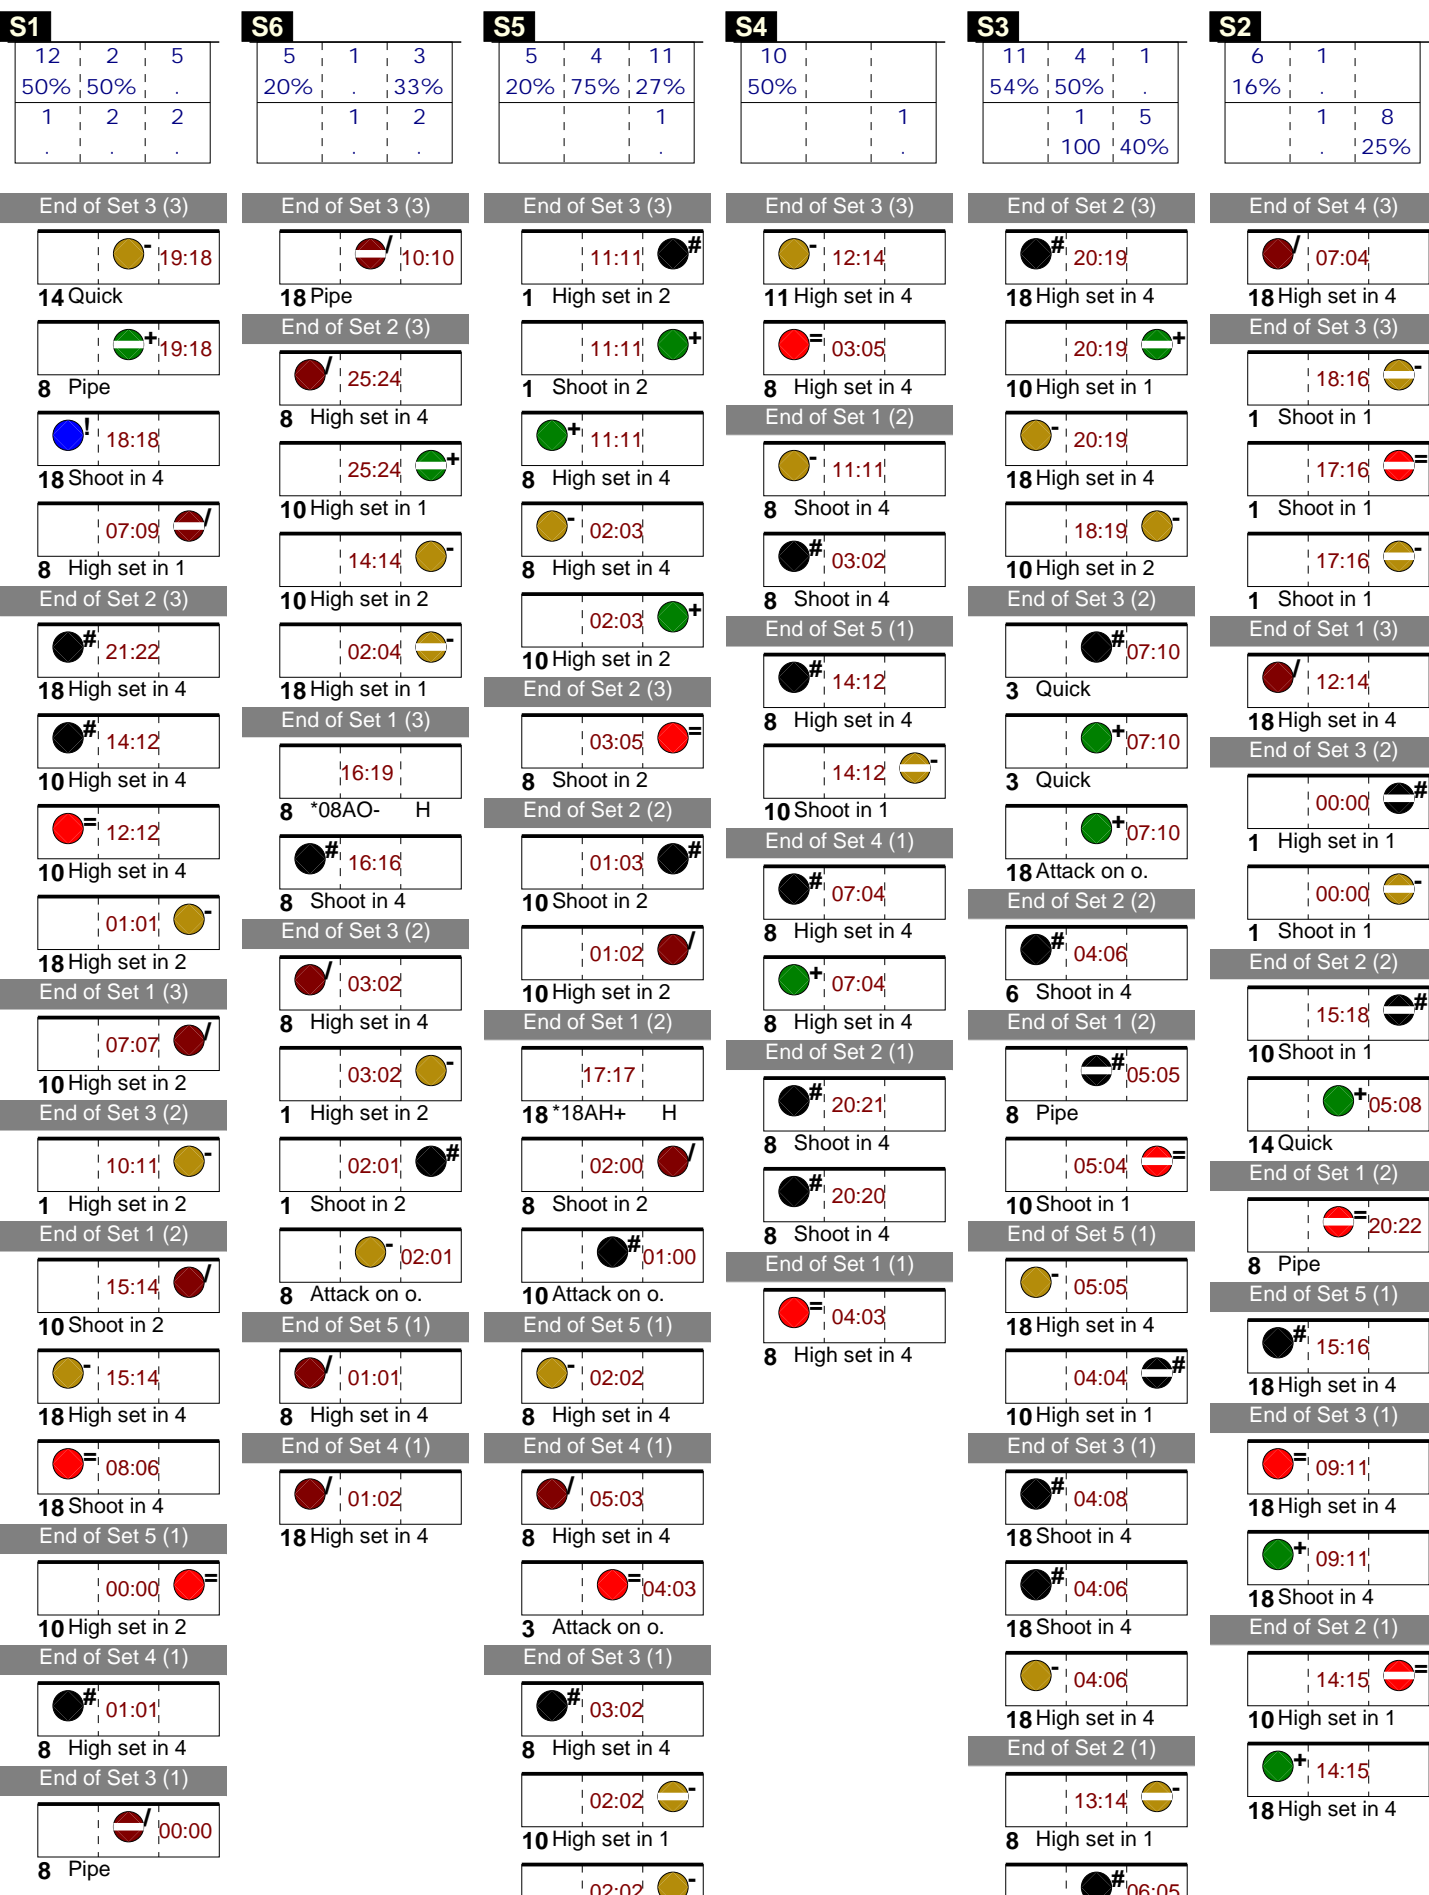 S1
12 2 5
50% 50% .
1 2 2
. . .
End of Set 3 (3)
- 19:18
14 Quick
+ 19:18
8 Pipe
! 18:18
18 Shoot in 4
07:09 /
8 High set in 1
End of Set 2 (3)
# 21:22
18 High set in 4
# 14:12
10 High set in 4
= 12:12
10 High set in 4
01:01 -
18 High set in 2
End of Set 1 (3)
07:07 /
10 High set in 2
End of Set 3 (2)
10:11 -
1 High set in 2
End of Set 1 (2)
15:14 /
10 Shoot in 2
- 15:14
18 High set in 4
= 08:06
18 Shoot in 4
End of Set 5 (1)
00:00 =
10 High set in 2
End of Set 4 (1)
# 01:01
8 High set in 4
End of Set 3 (1)
/ 00:00
8 Pipe
S6
5 1 3
20% . 33%
1 2
. .
End of Set 3 (3)
/ 10:10
18 Pipe
End of Set 2 (3)
/ 25:24
8 High set in 4
25:24 +
10 High set in 1
14:14 -
10 High set in 2
02:04 -
18 High set in 1
End of Set 1 (3)
16:19
8 *08AO- H
# 16:16
8 Shoot in 4
End of Set 3 (2)
/ 03:02
8 High set in 4
03:02 -
1 High set in 2
02:01 #
1 Shoot in 2
- 02:01
8 Attack on o.
End of Set 5 (1)
/ 01:01
8 High set in 4
End of Set 4 (1)
/ 01:02
18 High set in 4
S5
5 4 11
20% 75% 27%
1
.
End of Set 3 (3)
11:11 #
1 High set in 2
11:11 +
1 Shoot in 2
+ 11:11
8 High set in 4
- 02:03
8 High set in 4
02:03 +
10 High set in 2
End of Set 2 (3)
03:05 =
8 Shoot in 2
End of Set 2 (2)
01:03 #
10 Shoot in 2
01:02 /
10 High set in 2
End of Set 1 (2)
17:17
18 *18AH+ H
02:00 /
8 Shoot in 2
# 01:00
10 Attack on o.
End of Set 5 (1)
- 02:02
8 High set in 4
End of Set 4 (1)
/ 05:03
8 High set in 4
= 04:03
3 Attack on o.
End of Set 3 (1)
# 03:02
8 High set in 4
02:02 -
10 High set in 1
02:02 -
S4
10
50%
1
.
End of Set 3 (3)
- 12:14
11 High set in 4
= 03:05
8 High set in 4
End of Set 1 (2)
- 11:11
8 Shoot in 4
# 03:02
8 Shoot in 4
End of Set 5 (1)
# 14:12
8 High set in 4
14:12 -
10 Shoot in 1
End of Set 4 (1)
# 07:04
8 High set in 4
+ 07:04
8 High set in 4
End of Set 2 (1)
# 20:21
8 Shoot in 4
# 20:20
8 Shoot in 4
End of Set 1 (1)
= 04:03
8 High set in 4
S3
11 4 1
54% 50% .
1 5
100 40%
End of Set 2 (3)
# 20:19
18 High set in 4
20:19 +
10 High set in 1
- 20:19
18 High set in 4
18:19 -
10 High set in 2
End of Set 3 (2)
# 07:10
3 Quick
+ 07:10
3 Quick
+ 07:10
18 Attack on o.
End of Set 2 (2)
# 04:06
6 Shoot in 4
End of Set 1 (2)
# 05:05
8 Pipe
05:04 =
10 Shoot in 1
End of Set 5 (1)
- 05:05
18 High set in 4
04:04 #
10 High set in 1
End of Set 3 (1)
# 04:08
18 Shoot in 4
# 04:06
18 Shoot in 4
- 04:06
18 High set in 4
End of Set 2 (1)
13:14 -
8 High set in 1
# 06:05
S2
6 1
16% .
1 8
. 25%
End of Set 4 (3)
/ 07:04
18 High set in 4
End of Set 3 (3)
18:16 -
1 Shoot in 1
17:16 =
1 Shoot in 1
17:16 -
1 Shoot in 1
End of Set 1 (3)
/ 12:14
18 High set in 4
End of Set 3 (2)
00:00 #
1 High set in 1
00:00 -
1 Shoot in 1
End of Set 2 (2)
15:18 #
10 Shoot in 1
+ 05:08
14 Quick
End of Set 1 (2)
= 20:22
8 Pipe
End of Set 5 (1)
# 15:16
18 High set in 4
End of Set 3 (1)
= 09:11
18 High set in 4
+ 09:11
18 Shoot in 4
End of Set 2 (1)
14:15 =
10 High set in 1
+ 14:15
18 High set in 4